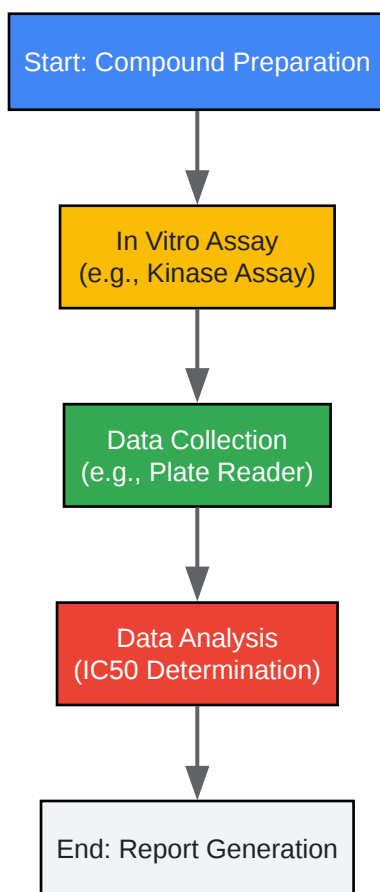 Start: Compound Preparation
In Vitro Assay
(e.g., Kinase Assay)
Data Collection
(e.g., Plate Reader)
Data Analysis
(IC50 Determination)
End: Report Generation